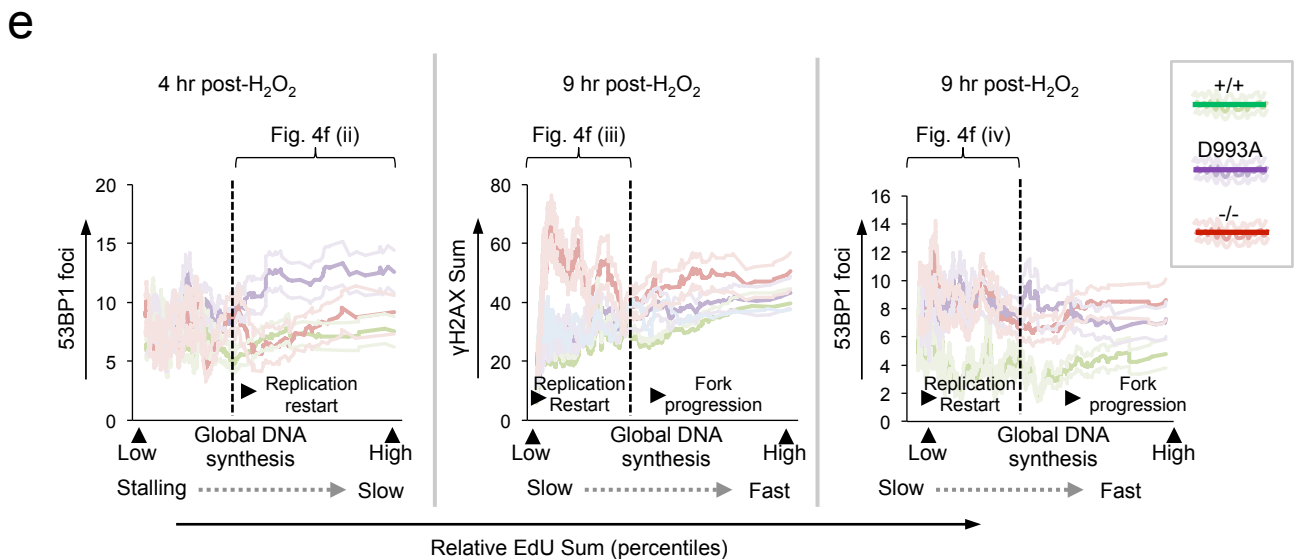 e
4 hr post-H₂O₂
9 hr post-H₂O₂
9 hr post-H₂O₂
Fig. 4f (ii)
Fig. 4f (iii)
Fig. 4f (iv)
+/+
D993A
-/-
53BP1 foci
20
15
10
5
0
Replication
restart
Low
Global DNA
synthesis
High
Stalling
Slow
γH2AX Sum
80
60
40
20
0
Replication
Restart
Fork
progression
Low
Global DNA
synthesis
High
Slow
Fast
53BP1 foci
16
14
12
10
8
6
4
2
0
Replication
Restart
Fork
progression
Low
Global DNA
synthesis
High
Slow
Fast
Relative EdU Sum (percentiles)